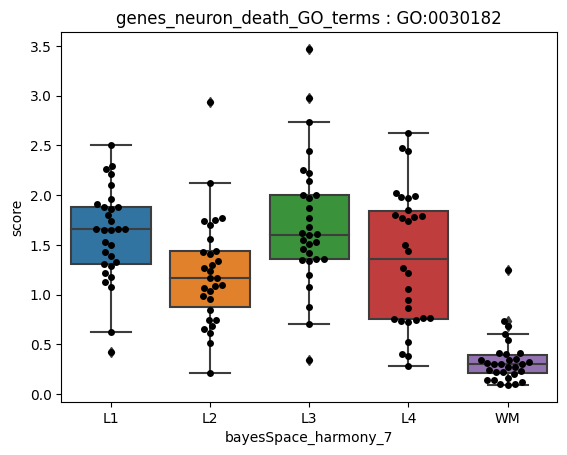 genes_neuron_death_GO_terms : GO:0030182
3.5
3.0
2.5
2.0
1.5
1.0
0.5
0.0
score
L1 L2 L3 L4 WM
bayesSpace_harmony_7